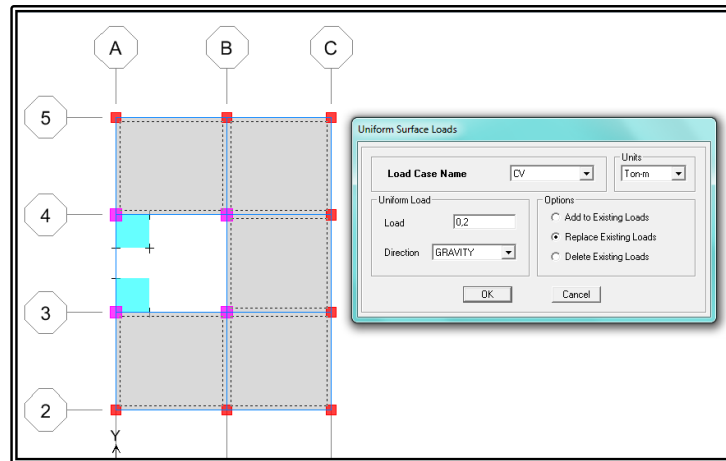 A B C
5
4
3
2
Y
Uniform Surface Loads
Load Case Name CV
Units
Ton-m
Uniform Load
Load 0,2
Direction GRAVITY
Options
Add to Existing Loads
Replace Existing Loads
Delete Existing Loads
OK Cancel